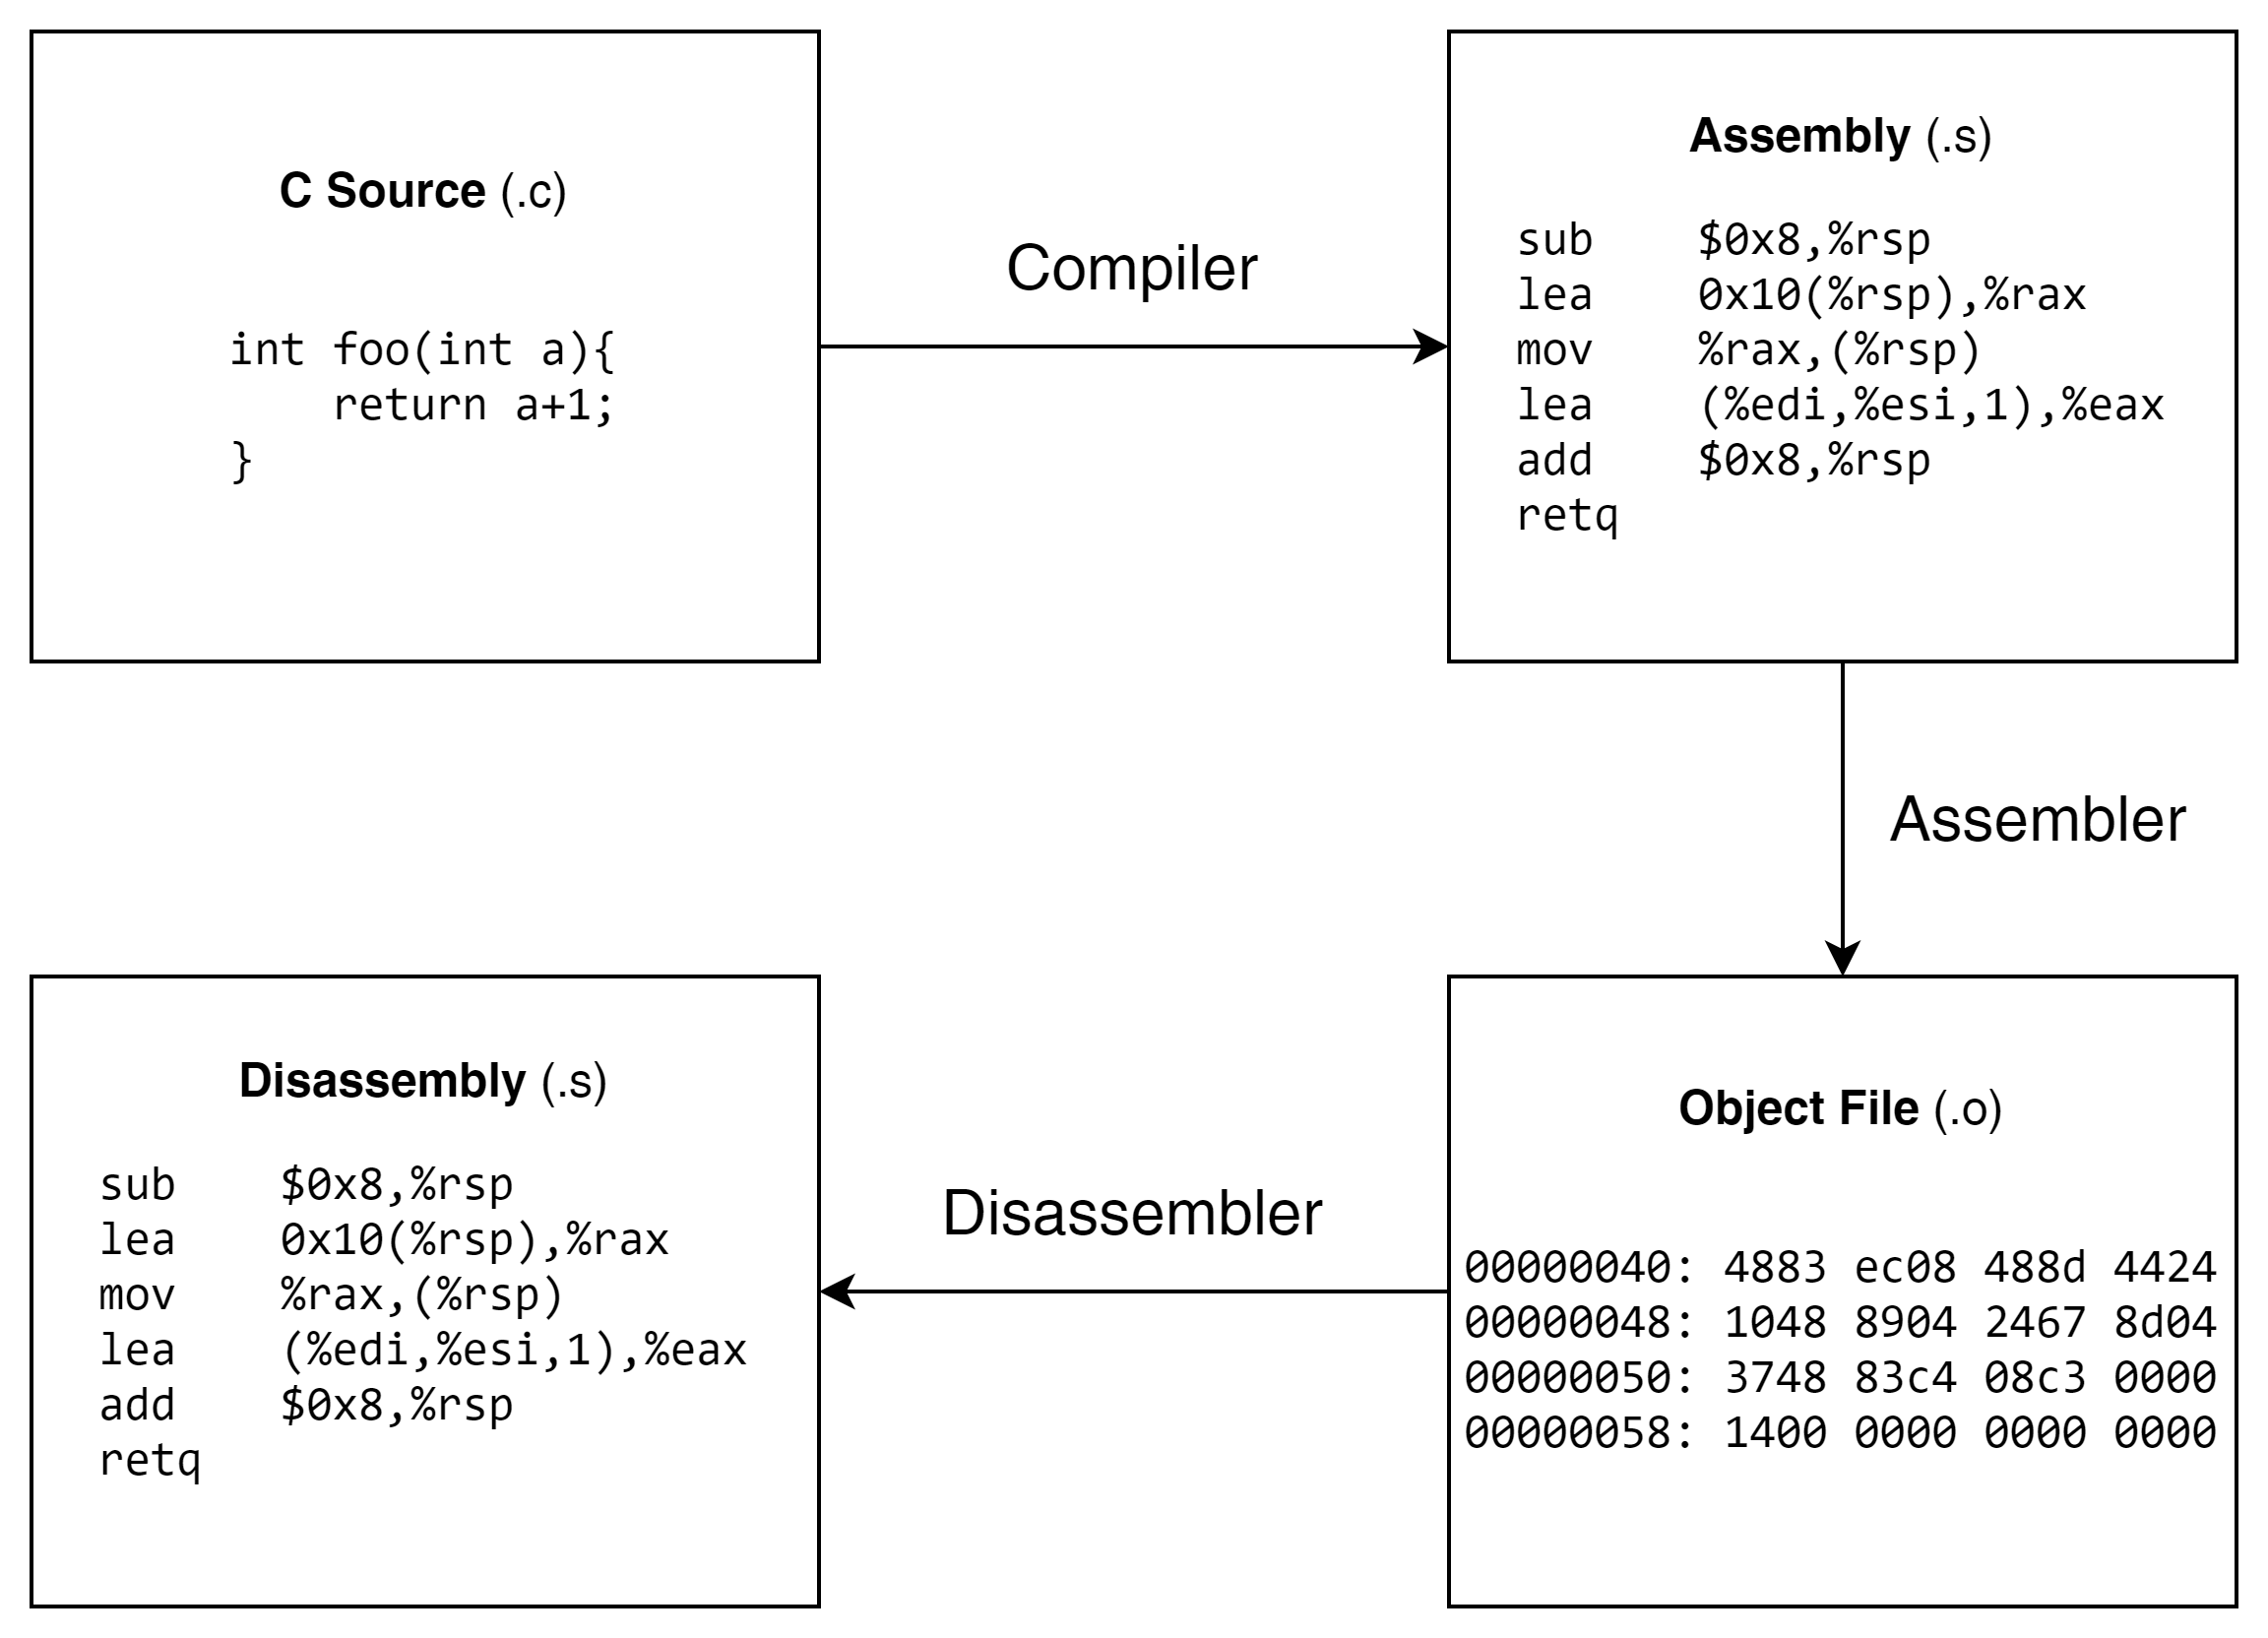 C Source (.c)
int foo(int a){
    return a+1;
}
Compiler
Assembly (.s)
sub    $0x8,%rsp
lea    0x10(%rsp),%rax
mov    %rax,(%rsp)
lea    (%edi,%esi,1),%eax
add    $0x8,%rsp
retq
Assembler
Object File (.o)
00000040: 4883 ec08 488d 4424
00000048: 1048 8904 2467 8d04
00000050: 3748 83c4 08c3 0000
00000058: 1400 0000 0000 0000
Disassembler
Disassembly (.s)
sub    $0x8,%rsp
lea    0x10(%rsp),%rax
mov    %rax,(%rsp)
lea    (%edi,%esi,1),%eax
add    $0x8,%rsp
retq